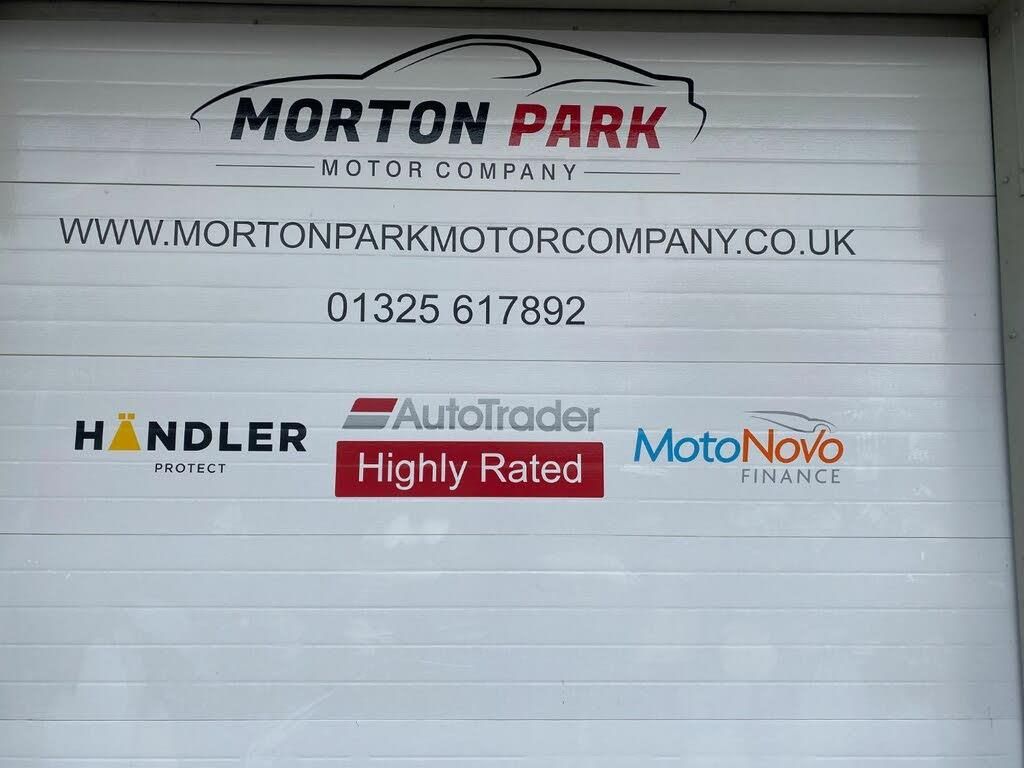 MORTON PARK
MOTOR COMPANY
WWW.MORTONPARKMOTORCOMPANY.CO.UK
01325 617892
HÄNDLER
PROTECT
AutoTrader
Highly Rated
MotoNovo
FINANCE